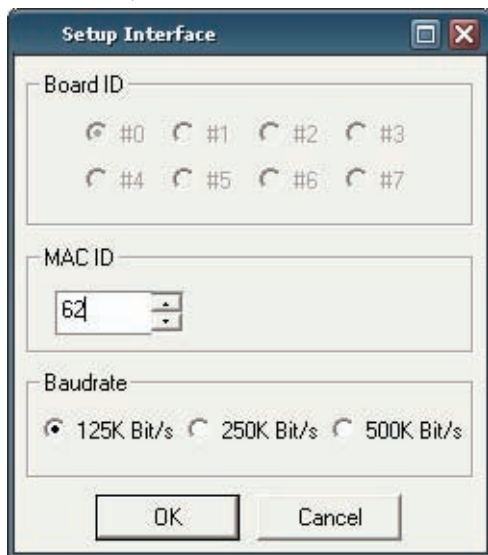 Setup Interface
Board ID
#0 #1 #2 #3
#4 #5 #6 #7
MAC ID
62
Baudrate
125K Bit/s 250K Bit/s 500K Bit/s
OK Cancel